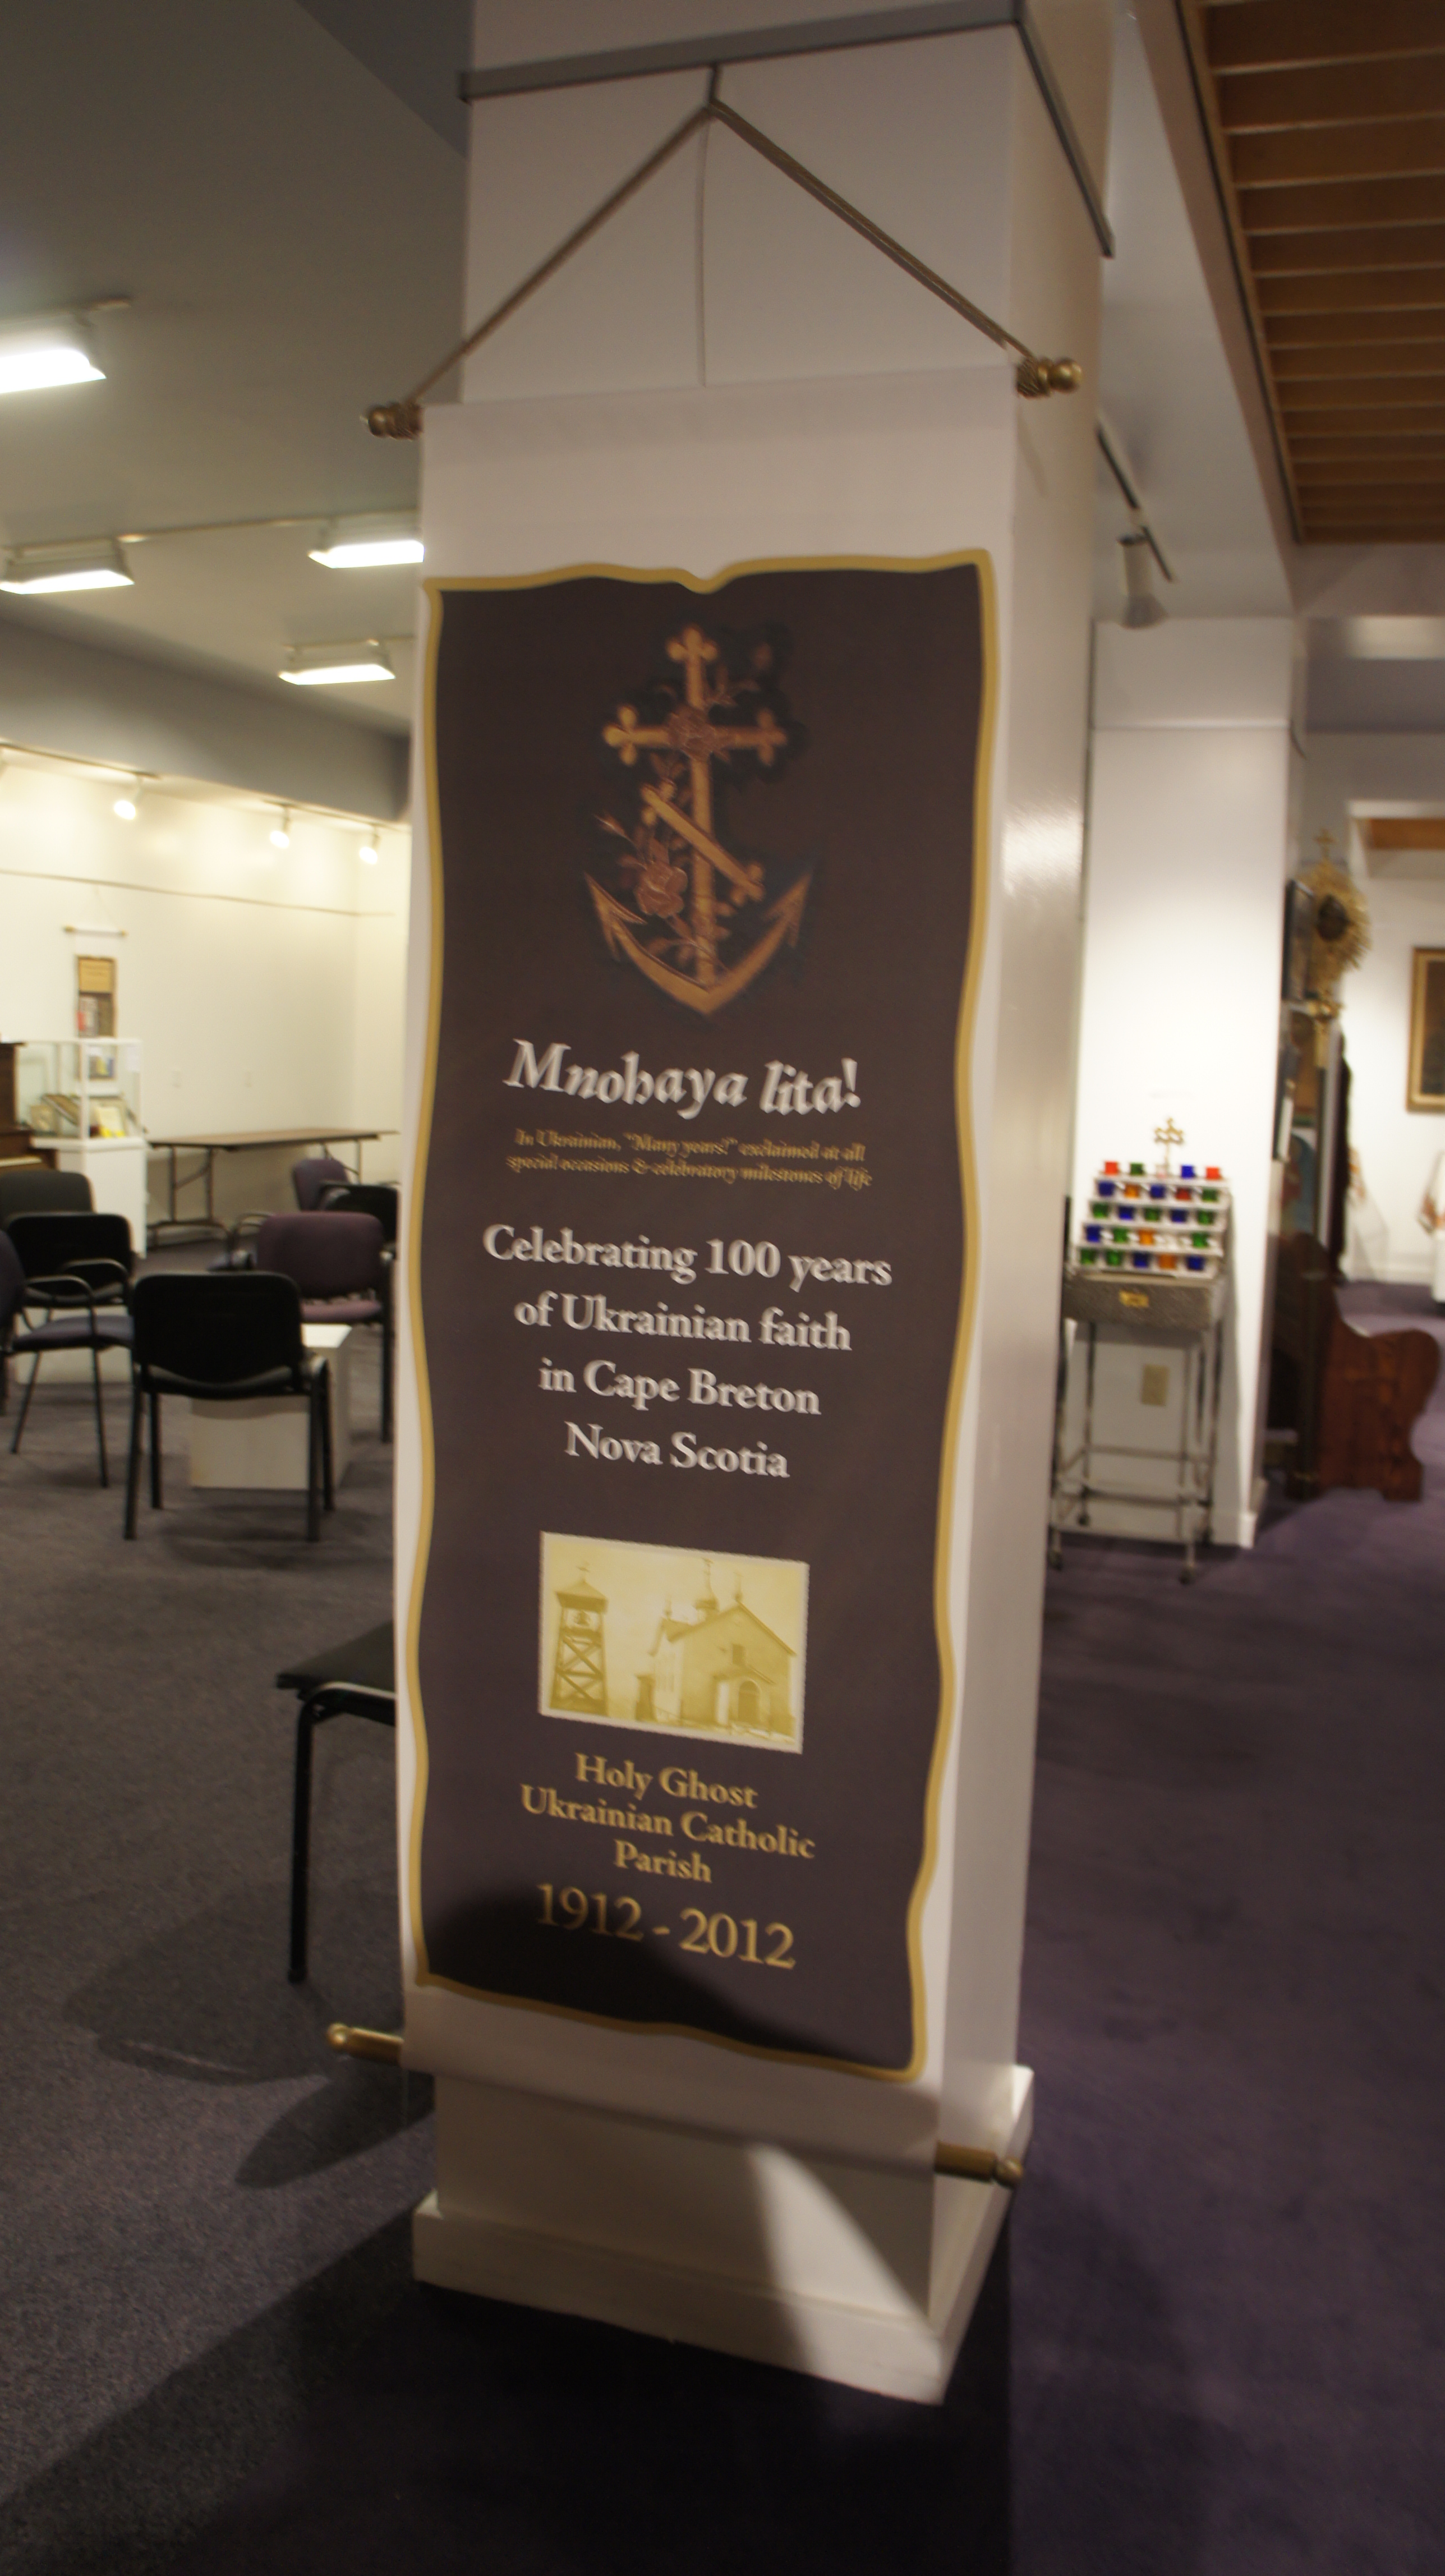 Mnohaya lita!
In Ukrainian, "Many years!" exclaimed at all
special occasions & celebratory milestones of life
Celebrating 100 years
of Ukrainian faith
in Cape Breton
Nova Scotia
Holy Ghost
Ukrainian Catholic
Parish
1912 - 2012